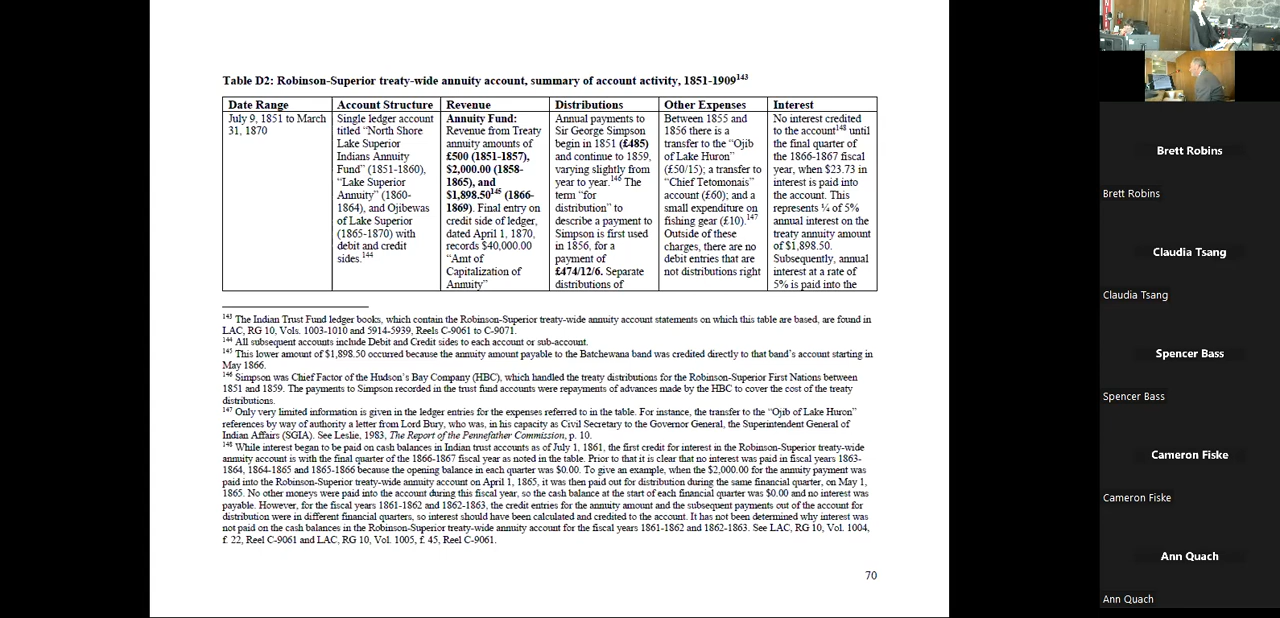 Table D2: Robinson-Superior treaty-wide annuity account, summary of account activity, 1851-1909143
Date Range
July 9, 1851 to March
31, 1870
Account Structure
Single ledger account
titled “North Shore
Lake Superior
Indians Annuity
Fund” (1851-1860),
“Lake Superior
Annuity” (1860-
1864), and Ojibewas
of Lake Superior
(1865-1870) with
debit and credit
sides.144
Revenue
Annuity Fund:
Revenue from Treaty
annuity amounts of
£500 (1851-1857),
$2,000.00 (1858-
1865), and
$1,898.50145 (1866-
1869). Final entry on
credit side of ledger,
dated April 1, 1870,
records $40,000.00
“Amt of
Capitalization of
Annuity”
Distributions
Annual payments to
Sir George Simpson
begin in 1851 (£485)
and continue to 1859,
varying slightly from
year to year.146 The
term “for
distribution” to
describe a payment to
Simpson is first used
in 1856, for a
payment of
£474/12/6. Separate
distributions of
Other Expenses
Between 1855 and
1856 there is a
transfer to the “Ojib
of Lake Huron”
(£50/15); a transfer to
“Chief Tetomonais”
account (£60); and a
small expenditure on
fishing gear (£10).147
Outside of these
charges, there are no
debit entries that are
not distributions right
Interest
No interest credited
to the account148 until
the final quarter of
the 1866-1867 fiscal
year, when $23.73 in
interest is paid into
the account. This
represents ¼ of 5%
annual interest on the
treaty annuity amount
of $1,898.50.
Subsequently, annual
interest at a rate of
5% is paid into the
143 The Indian Trust Fund ledger books, which contain the Robinson-Superior treaty-wide annuity account statements on which this table are based, are found in
LAC, RG 10, Vols. 1003-1010 and 5914-5939, Reels C-9061 to C-9071.
144 All subsequent accounts include Debit and Credit sides to each account or sub-account.
145 This lower amount of $1,898.50 occurred because the annuity amount payable to the Batchewana band was credited directly to that band’s account starting in
May 1866.
146 Simpson was Chief Factor of the Hudson’s Bay Company (HBC), which handled the treaty distributions for the Robinson-Superior First Nations between
1851 and 1859. The payments to Simpson recorded in the trust fund accounts were repayments of advances made by the HBC to cover the cost of the treaty
distributions.
147 Only very limited information is given in the ledger entries for the expenses referred to in the table. For instance, the transfer to the “Ojib of Lake Huron”
references by way of authority a letter from Lord Bury, who was, in his capacity as Civil Secretary to the Governor General, the Superintendent General of
Indian Affairs (SGIA). See Leslie, 1983, The Report of the Pennefather Commission, p. 10.
148 While interest began to be paid on cash balances in Indian trust accounts as of July 1, 1861, the first credit for interest in the Robinson-Superior treaty-wide
annuity account is with the final quarter of the 1866-1867 fiscal year as noted in the table. Prior to that it is clear that no interest was paid in fiscal years 1863-
1864, 1864-1865 and 1865-1866 because the opening balance in each quarter was $0.00. To give an example, when the $2,000.00 for the annuity payment was
paid into the Robinson-Superior treaty-wide annuity account on April 1, 1865, it was then paid out for distribution during the same financial quarter, on May 1,
1865. No other moneys were paid into the account during this fiscal year, so the cash balance at the start of each financial quarter was $0.00 and no interest was
payable. However, for the fiscal years 1861-1862 and 1862-1863, the credit entries for the annuity amount and the subsequent payments out of the account for
distribution were in different financial quarters, so interest should have been calculated and credited to the account. It has not been determined why interest was
not paid on the cash balances in the Robinson-Superior treaty-wide annuity account for the fiscal years 1861-1862 and 1862-1863. See LAC, RG 10, Vol. 1004,
f. 22, Reel C-9061 and LAC, RG 10, Vol. 1005, f. 45, Reel C-9061.
70
Brett Robins
Brett Robins
Claudia Tsang
Claudia Tsang
Spencer Bass
Spencer Bass
Cameron Fiske
Cameron Fiske
Ann Quach
Ann Quach